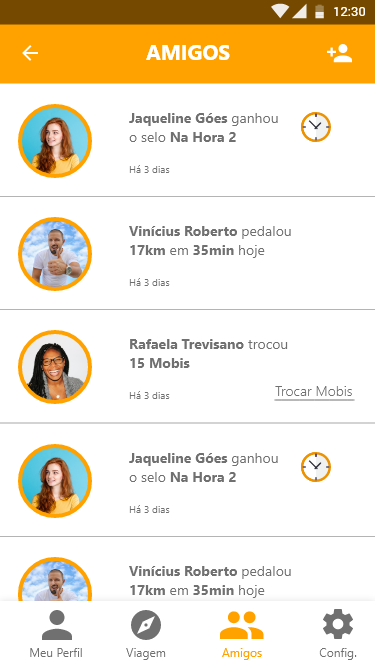 12:30
AMIGOS
Jaqueline Góes ganhou
o selo Na Hora 2
Há 3 dias
Vinícius Roberto pedalou
17km em 35min hoje
Há 3 dias
Rafaela Trevisano trocou
15 Mobis
Há 3 dias
Trocar Mobis
Jaqueline Góes ganhou
o selo Na Hora 2
Há 3 dias
Vinícius Roberto pedalou
17km em 35min hoje
Meu Perfil
Viagem
Amigos
Config.